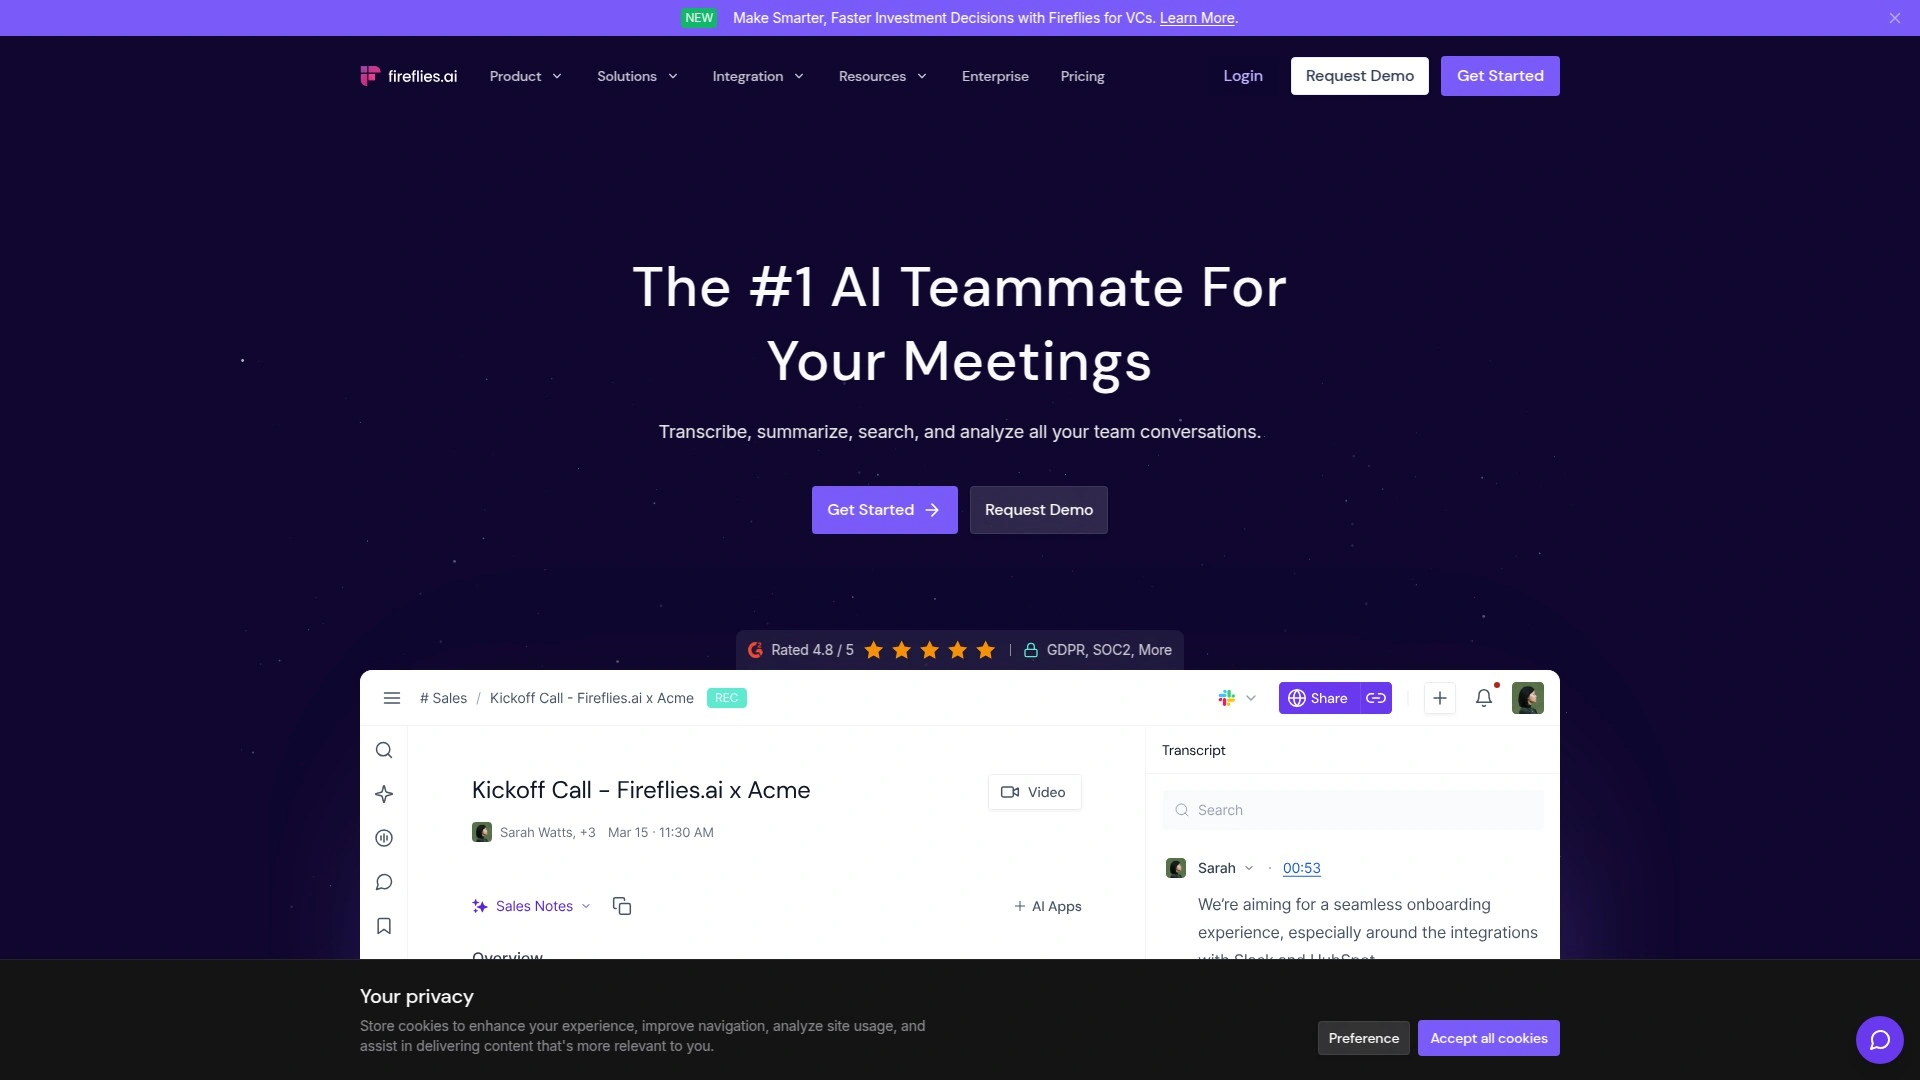 NEW Make Smarter, Faster Investment Decisions with Fireflies for VCs. Learn More.
fireflies.ai Product Solutions Integration Resources Enterprise Pricing Login Request Demo Get Started
The #1 AI Teammate For
Your Meetings
Transcribe, summarize, search, and analyze all your team conversations.
Get Started Request Demo
Rated 4.8 / 5 GDPR, SOC2, More
# Sales / Kickoff Call - Fireflies.ai x Acme REC Share
Transcript
Kickoff Call - Fireflies.ai x Acme Video
Search
Sarah Watts, +3 Mar 15 · 11:30 AM
Sarah · 00:53
Sales Notes + AI Apps
We're aiming for a seamless onboarding
experience, especially around the integrations
Overview
with Slack and HubSpot.
Your privacy
Store cookies to enhance your experience, improve navigation, analyze site usage, and
assist in delivering content that's more relevant to you.
Preference Accept all cookies